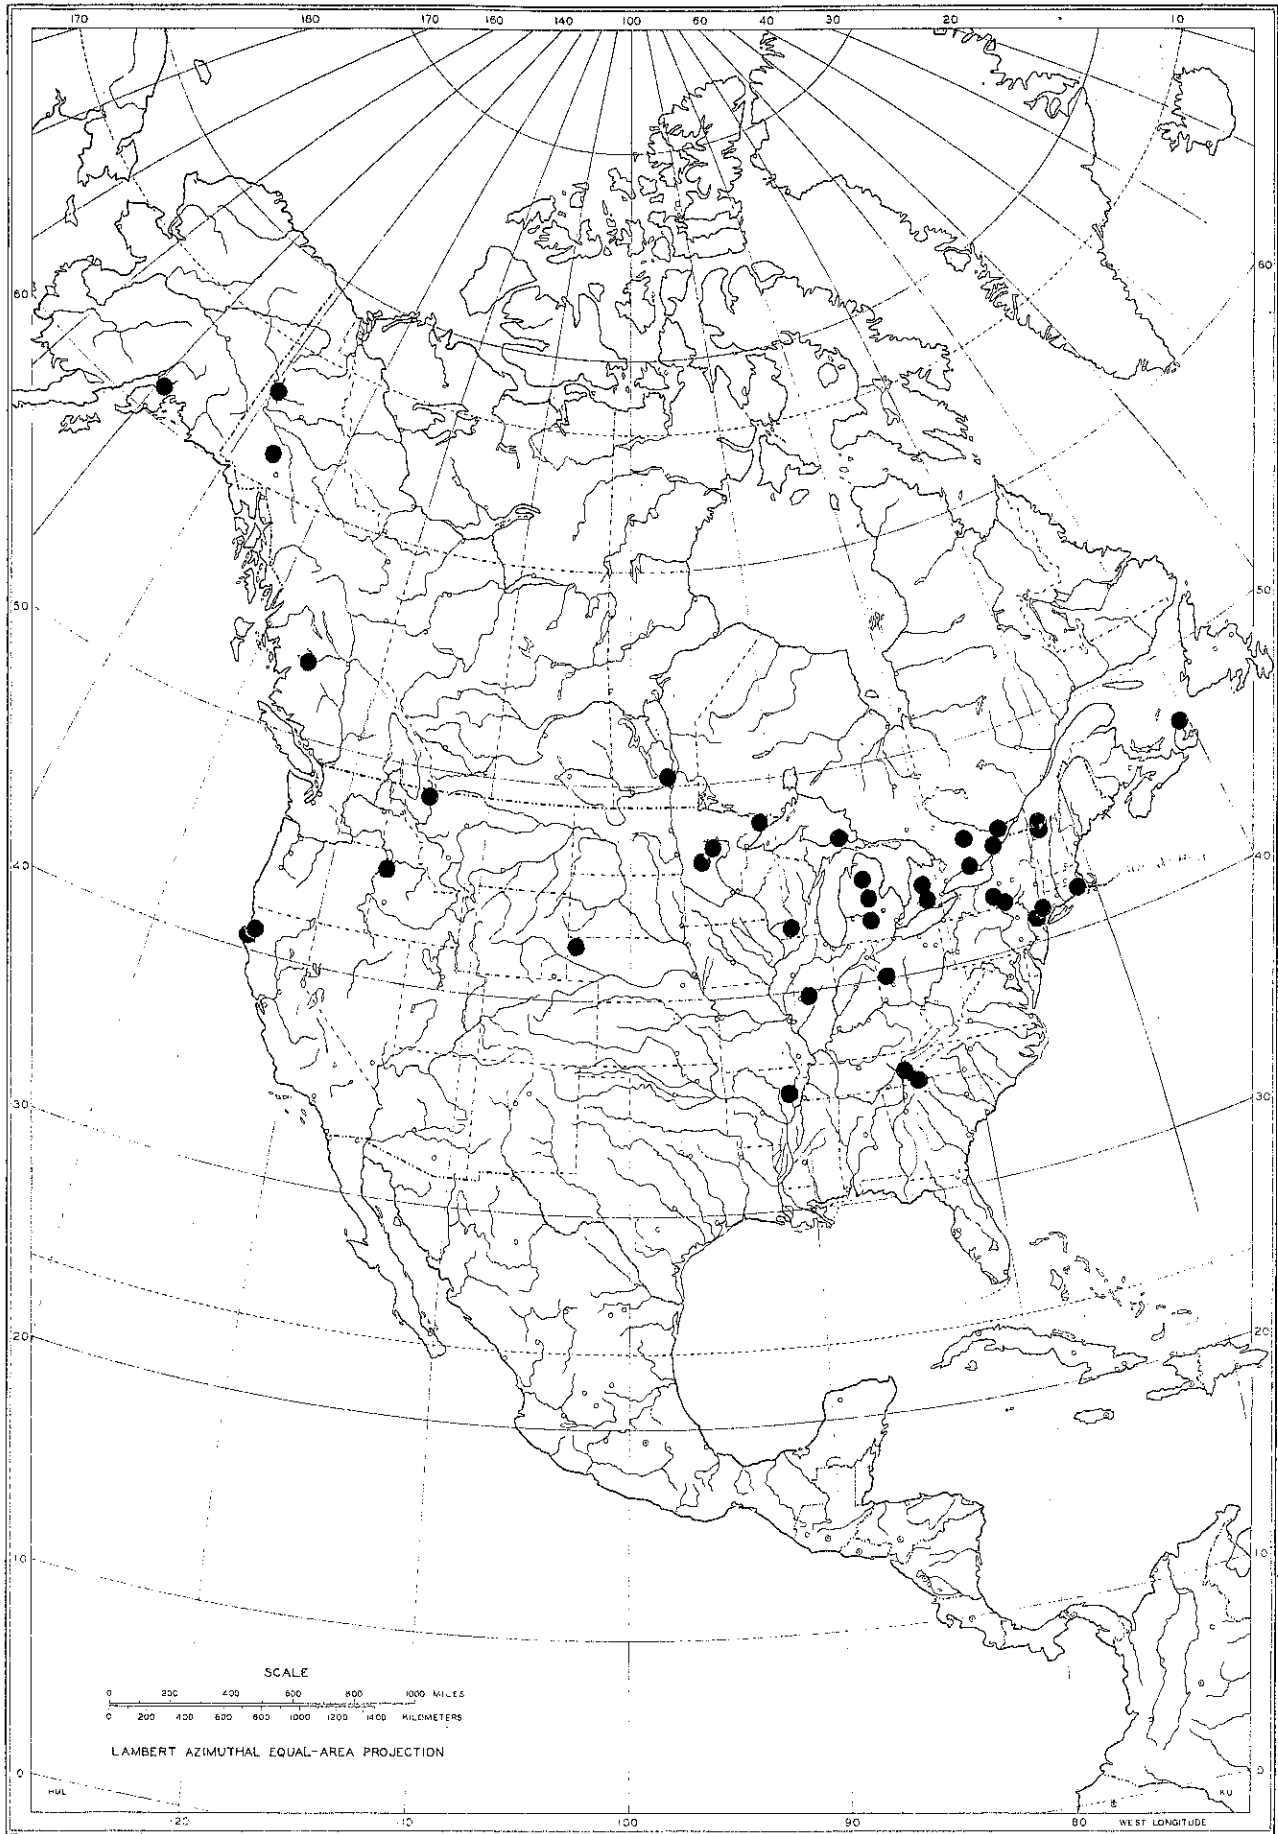 170 180 170 160 140 100 60 40 30 20 10
60 60
50 50
40 40
30 30
20 20
10 10
SCALE
0 200 400 600 800 1000 MILES
0 200 400 600 800 1000 1200 1400 KILOMETERS
LAMBERT AZIMUTHAL EQUAL-AREA PROJECTION
0 0
HML KU
120 110 100 90 80 WEST LONGITUDE